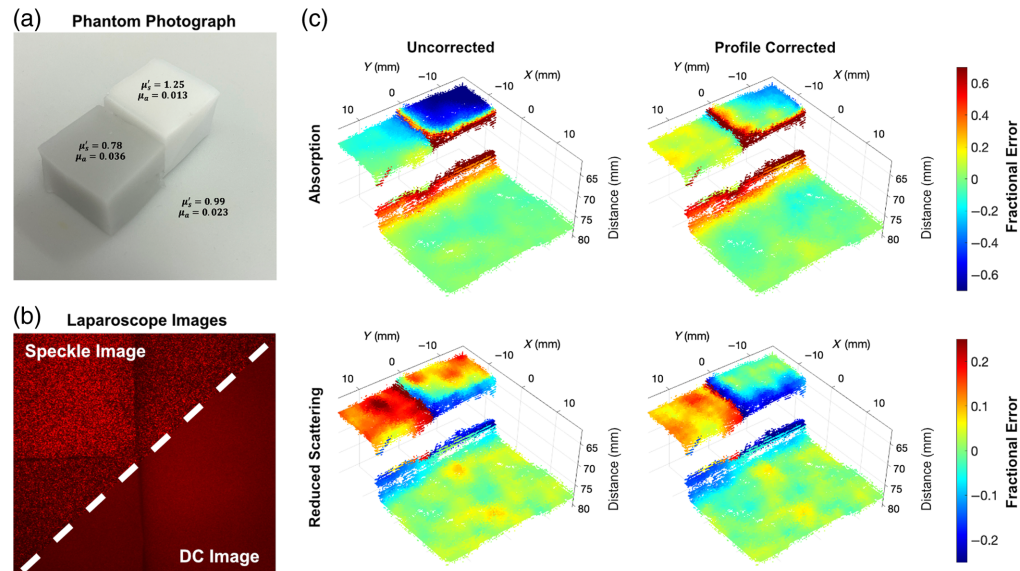 (a)
Phantom Photograph
μ′s = 1.25
μa = 0.013
μ′s = 0.78
μa = 0.036
μ′s = 0.99
μa = 0.023
(b)
Laparoscope Images
Speckle Image
DC Image
(c)
Uncorrected
Profile Corrected
Absorption
Y (mm)
10
0
−10
X (mm)
−10
0
10
65
70
75
80
Distance (mm)
Y (mm)
10
0
−10
X (mm)
−10
0
10
65
70
75
80
Distance (mm)
0.6
0.4
0.2
0
−0.2
−0.4
−0.6
Fractional Error
Reduced Scattering
Y (mm)
10
0
−10
X (mm)
−10
0
10
65
70
75
80
Distance (mm)
Y (mm)
10
0
−10
X (mm)
−10
0
10
65
70
75
80
Distance (mm)
0.2
0.1
0
−0.1
−0.2
Fractional Error